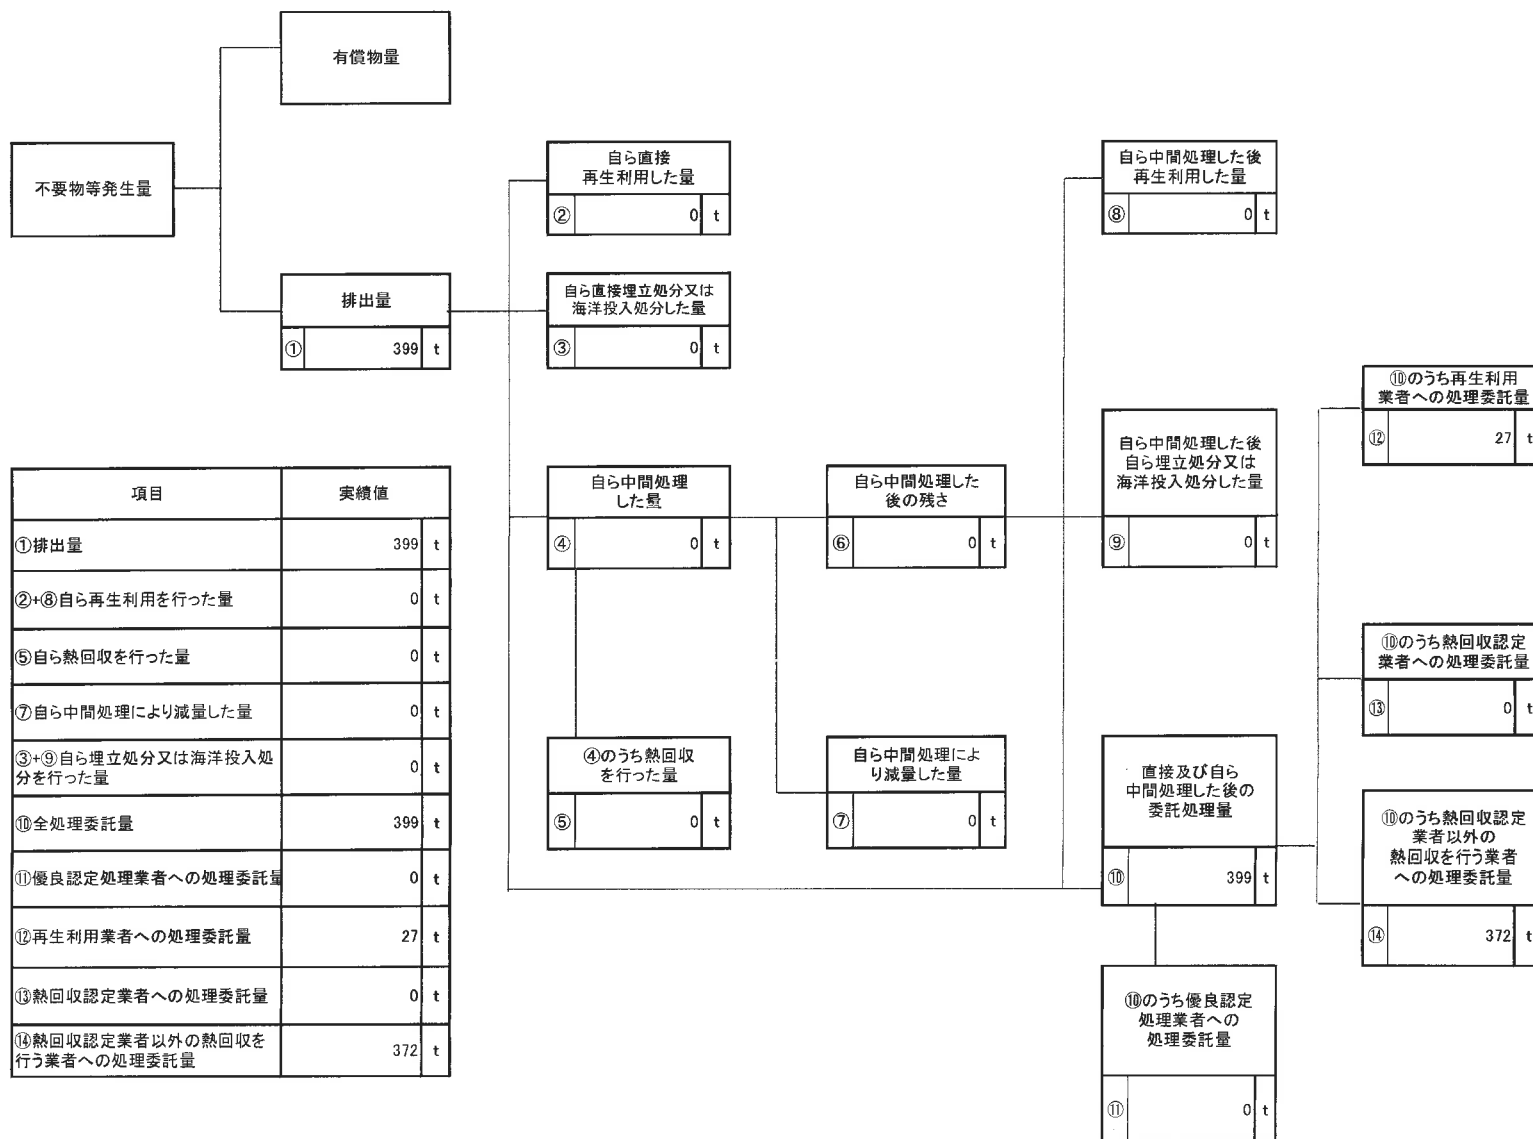 有償物量
不要物等発生量
排出量
① 399 t
自ら直接
再生利用した量
② 0 t
自ら直接埋立処分又は
海洋投入処分した量
③ 0 t
自ら中間処理
した量
④ 0 t
④のうち熱回収
を行った量
⑤ 0 t
自ら中間処理した
後の残さ
⑥ 0 t
自ら中間処理によ
り減量した量
⑦ 0 t
自ら中間処理した後
再生利用した量
⑧ 0 t
自ら中間処理した後
自ら埋立処分又は
海洋投入処分した量
⑨ 0 t
直接及び自ら
中間処理した後の
委託処理量
⑩ 399 t
⑩のうち優良認定
処理業者への
処理委託量
⑪ 0 t
⑩のうち再生利用
業者への処理委託量
⑫ 27 t
⑩のうち熱回収認定
業者への処理委託量
⑬ 0 t
⑩のうち熱回収認定
業者以外の
熱回収を行う業者
への処理委託量
⑭ 372 t
項目 実績値
①排出量 399 t
②+⑧自ら再生利用を行った量 0 t
⑤自ら熱回収を行った量 0 t
⑦自ら中間処理により減量した量 0 t
③+⑨自ら埋立処分又は海洋投入処
分を行った量 0 t
⑩全処理委託量 399 t
⑪優良認定処理業者への処理委託量 0 t
⑫再生利用業者への処理委託量 27 t
⑬熱回収認定業者への処理委託量 0 t
⑭熱回収認定業者以外の熱回収を
行う業者への処理委託量 372 t